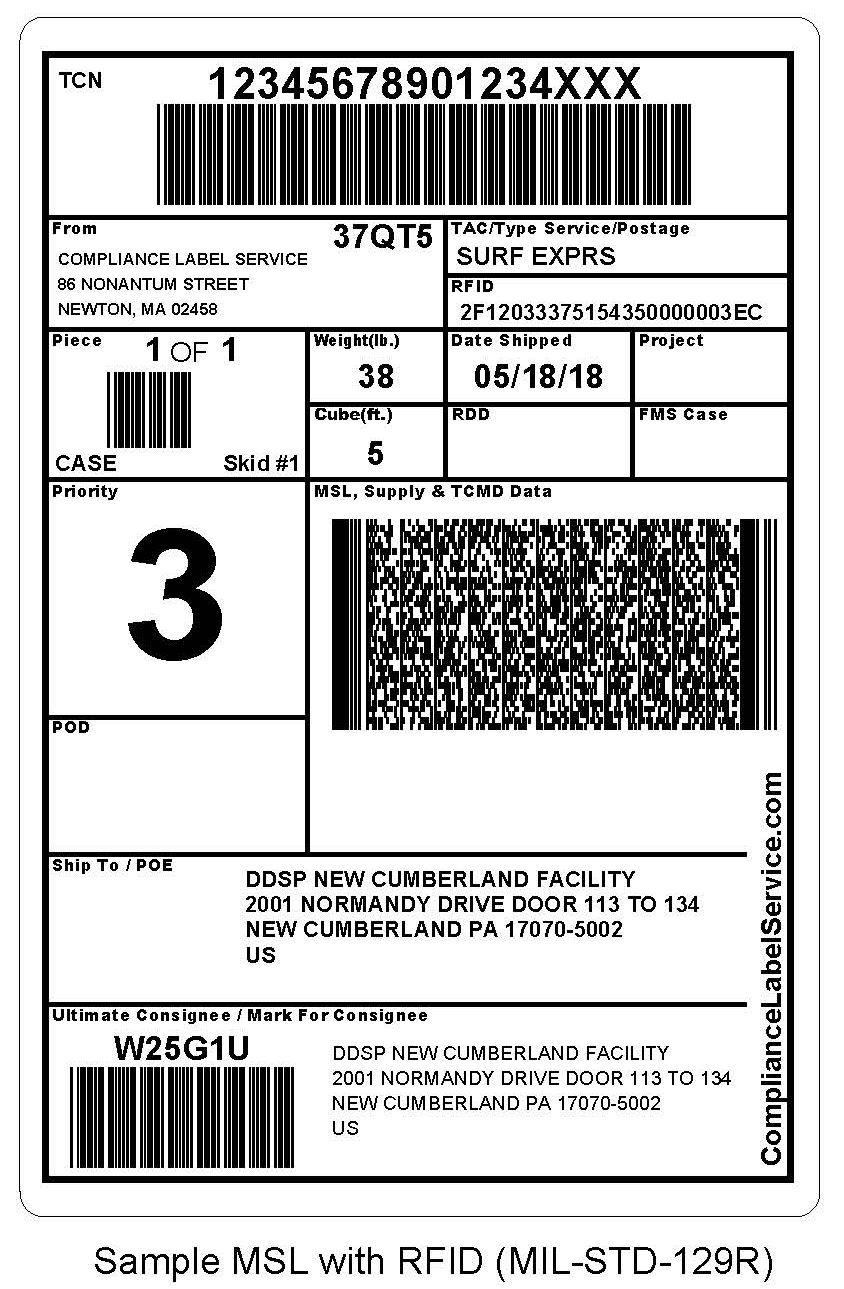 TCN 12345678901234XXX
From 37QT5
COMPLIANCE LABEL SERVICE
86 NONANTUM STREET
NEWTON, MA 02458
TAC/Type Service/Postage
SURF EXPRS
RFID
2F12033375154350000003EC
Piece 1 OF 1
CASE Skid #1
Weight(lb.)
38
Date Shipped
05/18/18
Project
Cube(ft.)
5
RDD
FMS Case
Priority
3
MSL, Supply & TCMD Data
POD
Ship To / POE
DDSP NEW CUMBERLAND FACILITY
2001 NORMANDY DRIVE DOOR 113 TO 134
NEW CUMBERLAND PA 17070-5002
US
Ultimate Consignee / Mark For Consignee
W25G1U
DDSP NEW CUMBERLAND FACILITY
2001 NORMANDY DRIVE DOOR 113 TO 134
NEW CUMBERLAND PA 17070-5002
US
ComplianceLabelService.com
Sample MSL with RFID (MIL-STD-129R)